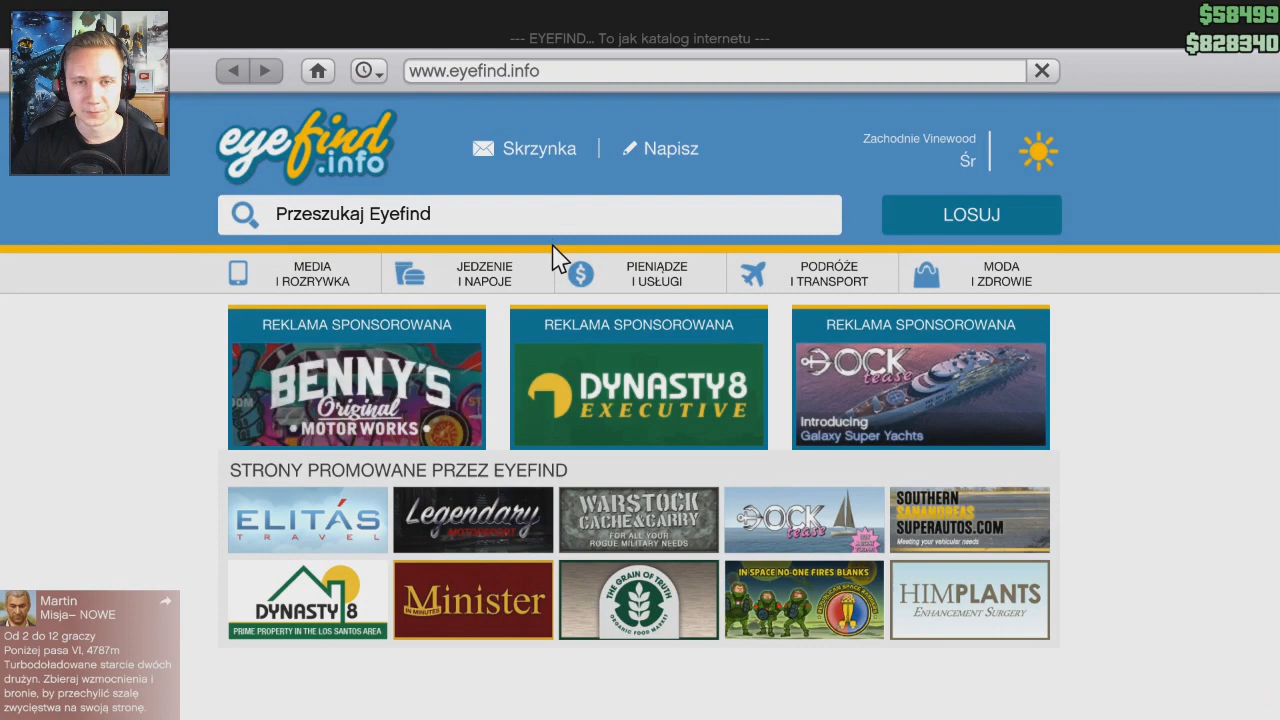 $58499
$828340
--- EYEFIND... To jak katalog internetu ---
www.eyefind.info
eyefind
.info
Skrzynka
Napisz
Zachodnie Vinewood
Śr
Przeszukaj Eyefind
LOSUJ
MEDIA
I ROZRYWKA
JEDZENIE
I NAPOJE
PIENIĄDZE
I USŁUGI
PODRÓŻE
I TRANSPORT
MODA
I ZDROWIE
REKLAMA SPONSOROWANA
BENNY'S
Original
• MOTOR WORKS •
REKLAMA SPONSOROWANA
DYNASTY8
EXECUTIVE
REKLAMA SPONSOROWANA
DOCK
tease
Introducing
Galaxy Super Yachts
STRONY PROMOWANE PRZEZ EYEFIND
ELITÁS
TRAVEL
Legendary
MOTORSPORT
WARSTOCK
CACHE & CARRY
FOR ALL YOUR
ROGUE MILITARY NEEDS
DOCK
tease
SOUTHERN
SANANDREAS
SUPERAUTOS.COM
Meeting your vehicular needs
DYNASTY 8
PRIME PROPERTY IN THE LOS SANTOS AREA
Minister
IN MINUTES
THE GRAIN OF TRUTH
ORGANIC FOOD MARKET
IN SPACE NO-ONE FIRES BLANKS
HIMPLANTS
ENHANCEMENT SURGERY
Martin
Misja– NOWE
Od 2 do 12 graczy
Poniżej pasa VI, 4787m
Turbodoładowane starcie dwóch
drużyn. Zbieraj wzmocnienia i
bronie, by przechylić szalę
zwycięstwa na swoją stronę.